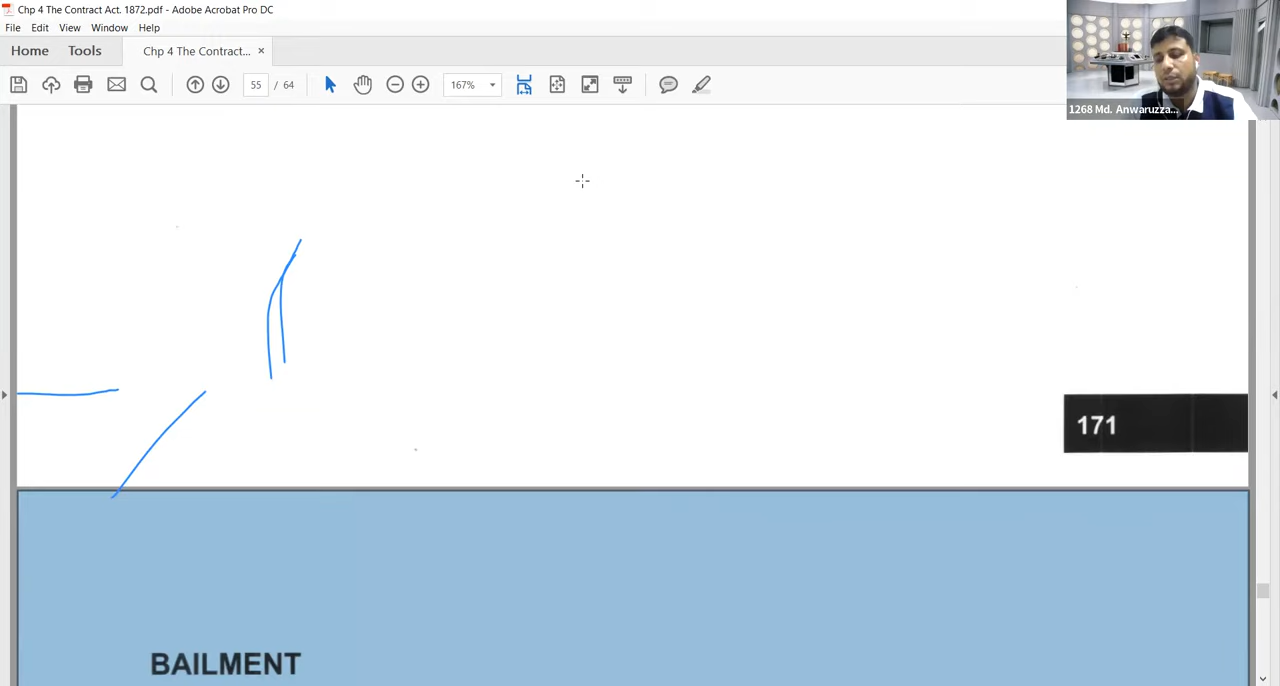 Chp 4 The Contract Act. 1872.pdf - Adobe Acrobat Pro DC
File Edit View Window Help
Home Tools Chp 4 The Contract... ×
55 / 64 167%
1268 Md. Anwaruzza...
171
BAILMENT